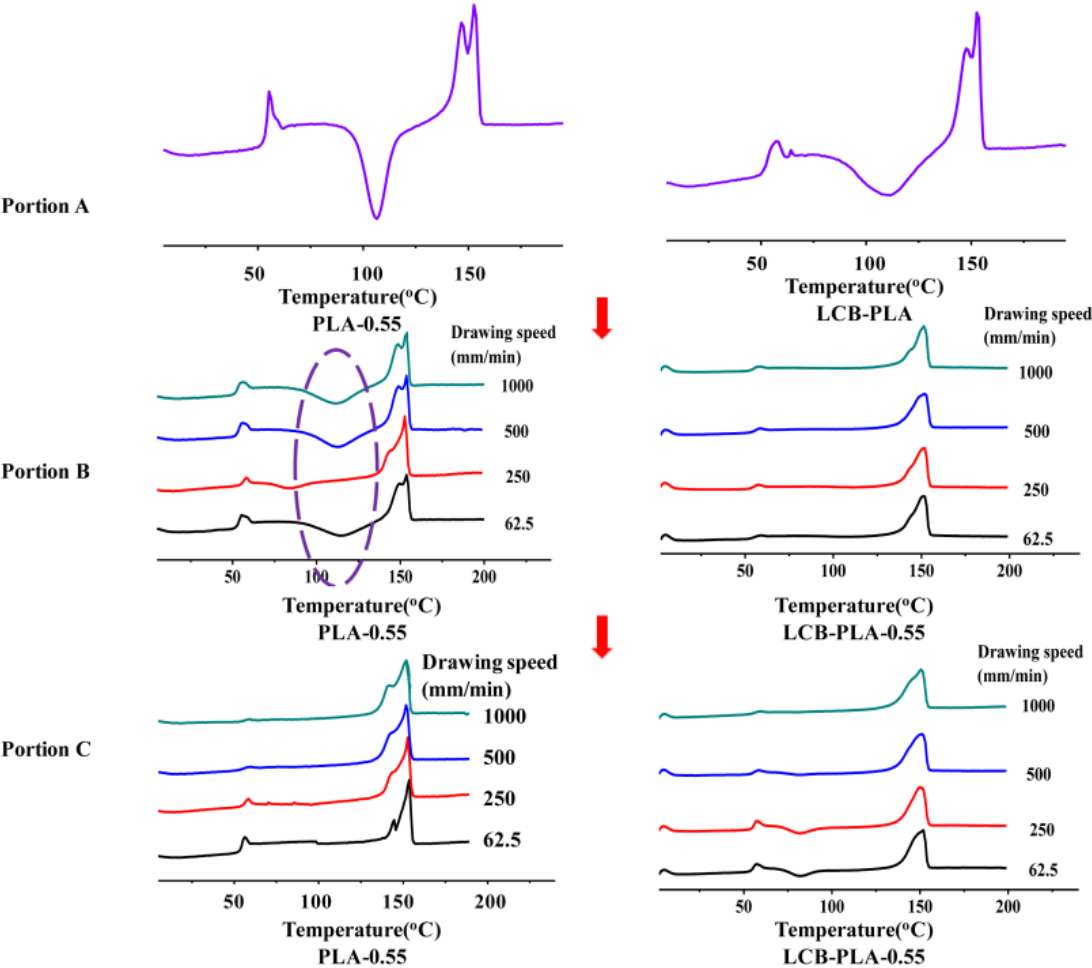 Portion A
50 100 150
Temperature(°C)
PLA-0.55
50 100 150
Temperature(°C)
LCB-PLA
Portion B
Drawing speed
(mm/min)
1000
500
250
62.5
50 100 150 200
Temperature(°C)
PLA-0.55
Drawing speed
(mm/min)
1000
500
250
62.5
50 100 150 200
Temperature(°C)
LCB-PLA-0.55
Portion C
Drawing speed
(mm/min)
1000
500
250
62.5
50 100 150 200
Temperature(°C)
PLA-0.55
Drawing speed
(mm/min)
1000
500
250
62.5
50 100 150 200
Temperature(°C)
LCB-PLA-0.55